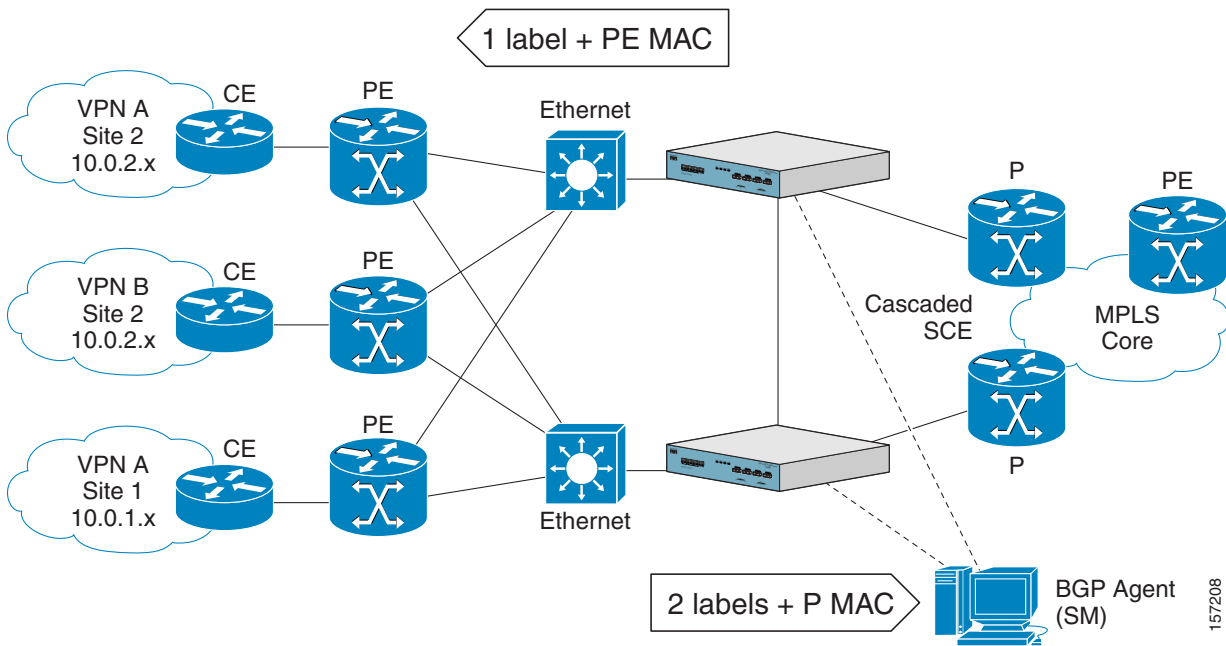 1 label + PE MAC
VPN A
Site 2
10.0.2.x
CE
PE
Ethernet
P
PE
VPN B
Site 2
10.0.2.x
CE
PE
Cascaded
SCE
MPLS
Core
VPN A
Site 1
10.0.1.x
CE
PE
Ethernet
P
2 labels + P MAC
BGP Agent
(SM)
157208